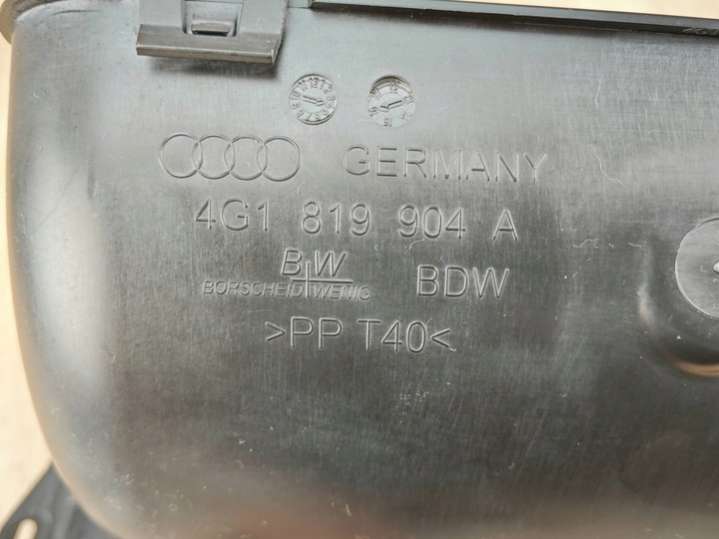 GERMANY
4G1 819 904 A
BW BDW
BORSCHEID WENIG
>PP T40<